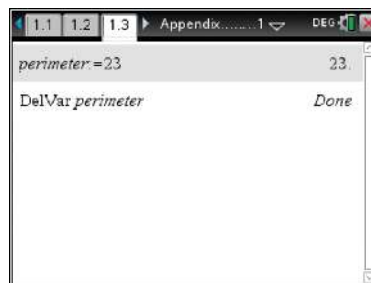 1.1 1.2 1.3 Appendix.........1 DEG
perimeter:=23 23.
DelVar perimeter Done